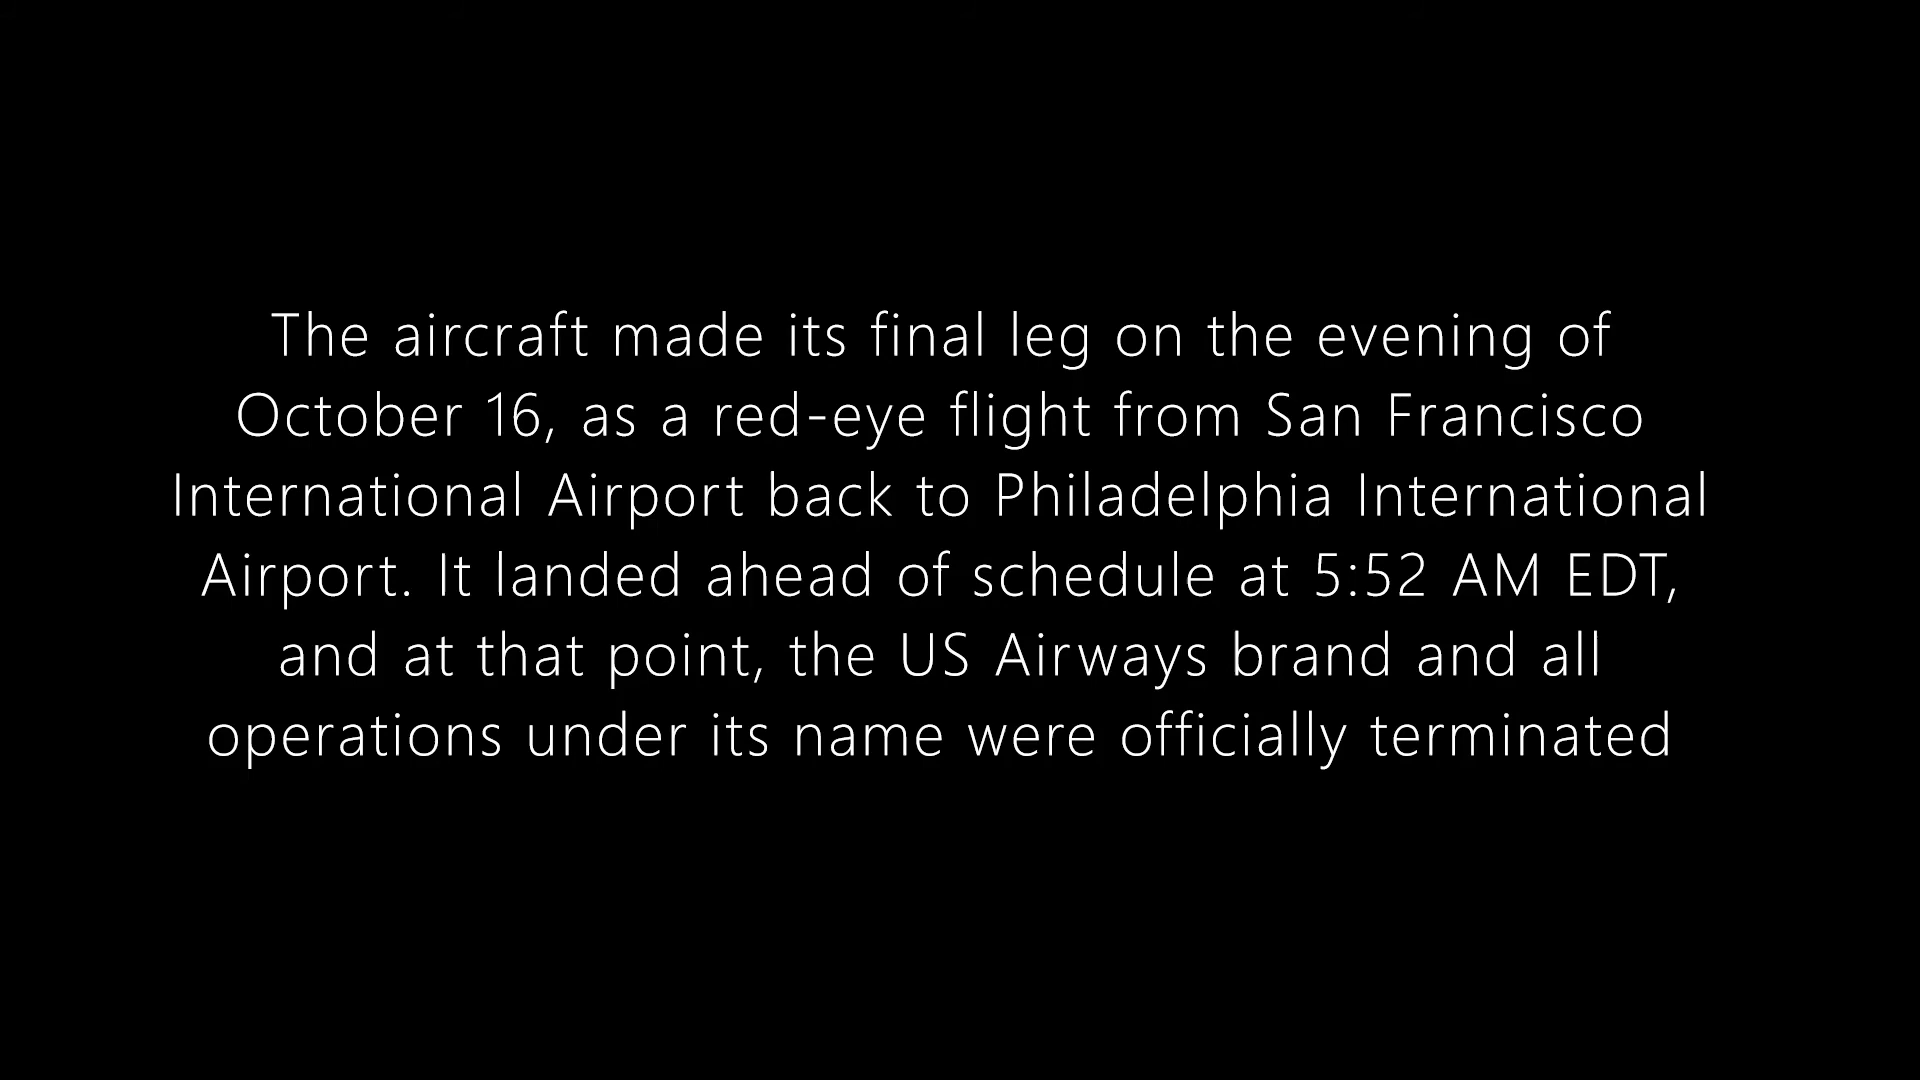 The aircraft made its final leg on the evening of
October 16, as a red-eye flight from San Francisco
International Airport back to Philadelphia International
Airport. It landed ahead of schedule at 5:52 AM EDT,
and at that point, the US Airways brand and all
operations under its name were officially terminated